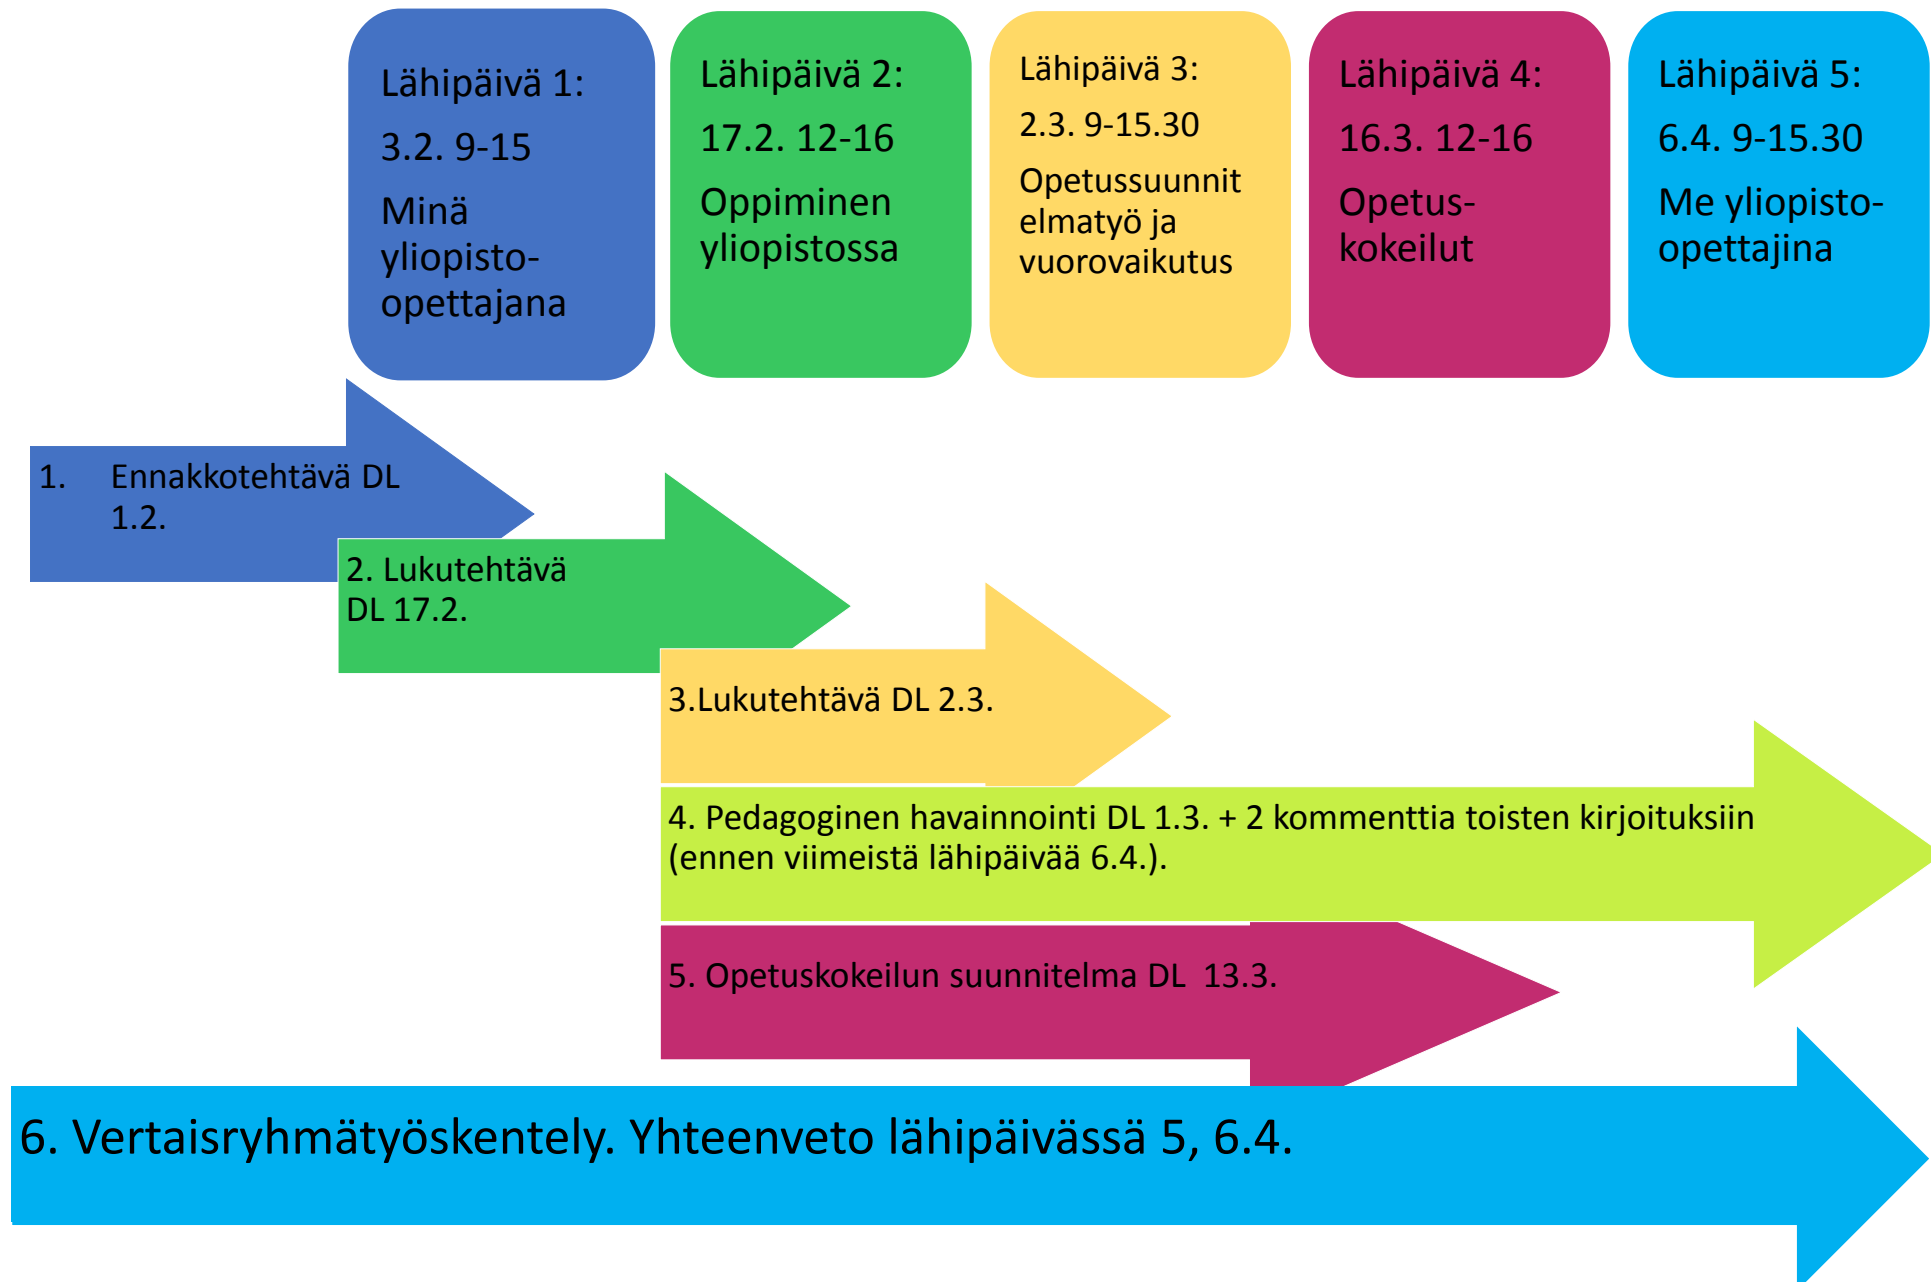 Lähipäivä 1:
3.2. 9-15
Minä
yliopisto-
opettajana
Lähipäivä 2:
17.2. 12-16
Oppiminen
yliopistossa
Lähipäivä 3:
2.3. 9-15.30
Opetussuunnit
elmatyö ja
vuorovaikutus
Lähipäivä 4:
16.3. 12-16
Opetus-
kokeilut
Lähipäivä 5:
6.4. 9-15.30
Me yliopisto-
opettajina
1. Ennakkotehtävä DL
1.2.
2. Lukutehtävä
DL 17.2.
3.Lukutehtävä DL 2.3.
4. Pedagoginen havainnointi DL 1.3. + 2 kommenttia toisten kirjoituksiin
(ennen viimeistä lähipäivää 6.4.).
5. Opetuskokeilun suunnitelma DL 13.3.
6. Vertaisryhmätyöskentely. Yhteenveto lähipäivässä 5, 6.4.